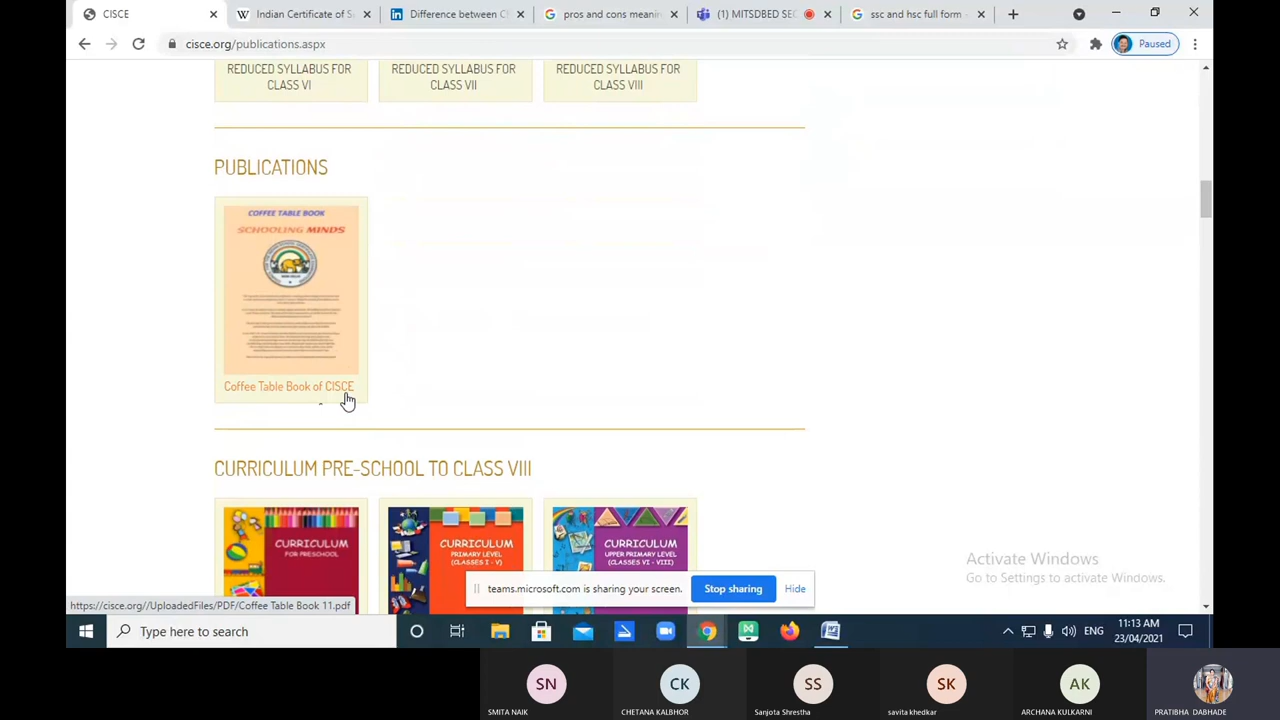 CISCE
Indian Certificate of S
Difference between C
pros and cons meanin
(1) MITSDBED SEC
ssc and hsc full form
cisce.org/publications.aspx
Paused
REDUCED SYLLABUS FOR
CLASS VI
REDUCED SYLLABUS FOR
CLASS VII
REDUCED SYLLABUS FOR
CLASS VIII
PUBLICATIONS
COFFEE TABLE BOOK
SCHOOLING MINDS
Coffee Table Book of CISCE
CURRICULUM PRE-SCHOOL TO CLASS VIII
CURRICULUM
FOR PRESCHOOL
CURRICULUM
PRIMARY LEVEL
(CLASSES I - V)
CURRICULUM
UPPER PRIMARY LEVEL
(CLASSES VI - VIII)
Activate Windows
Go to Settings to activate Windows.
teams.microsoft.com is sharing your screen.
Stop sharing
Hide
https://cisce.org//UploadedFiles/PDF/Coffee Table Book 11.pdf
Type here to search
ENG
11:13 AM
23/04/2021
SN
CK
SS
SK
AK
SMITA NAIK
CHETANA KALBHOR
Sanjota Shrestha
savita khedkar
ARCHANA KULKARNI
PRATIBHA DABHADE